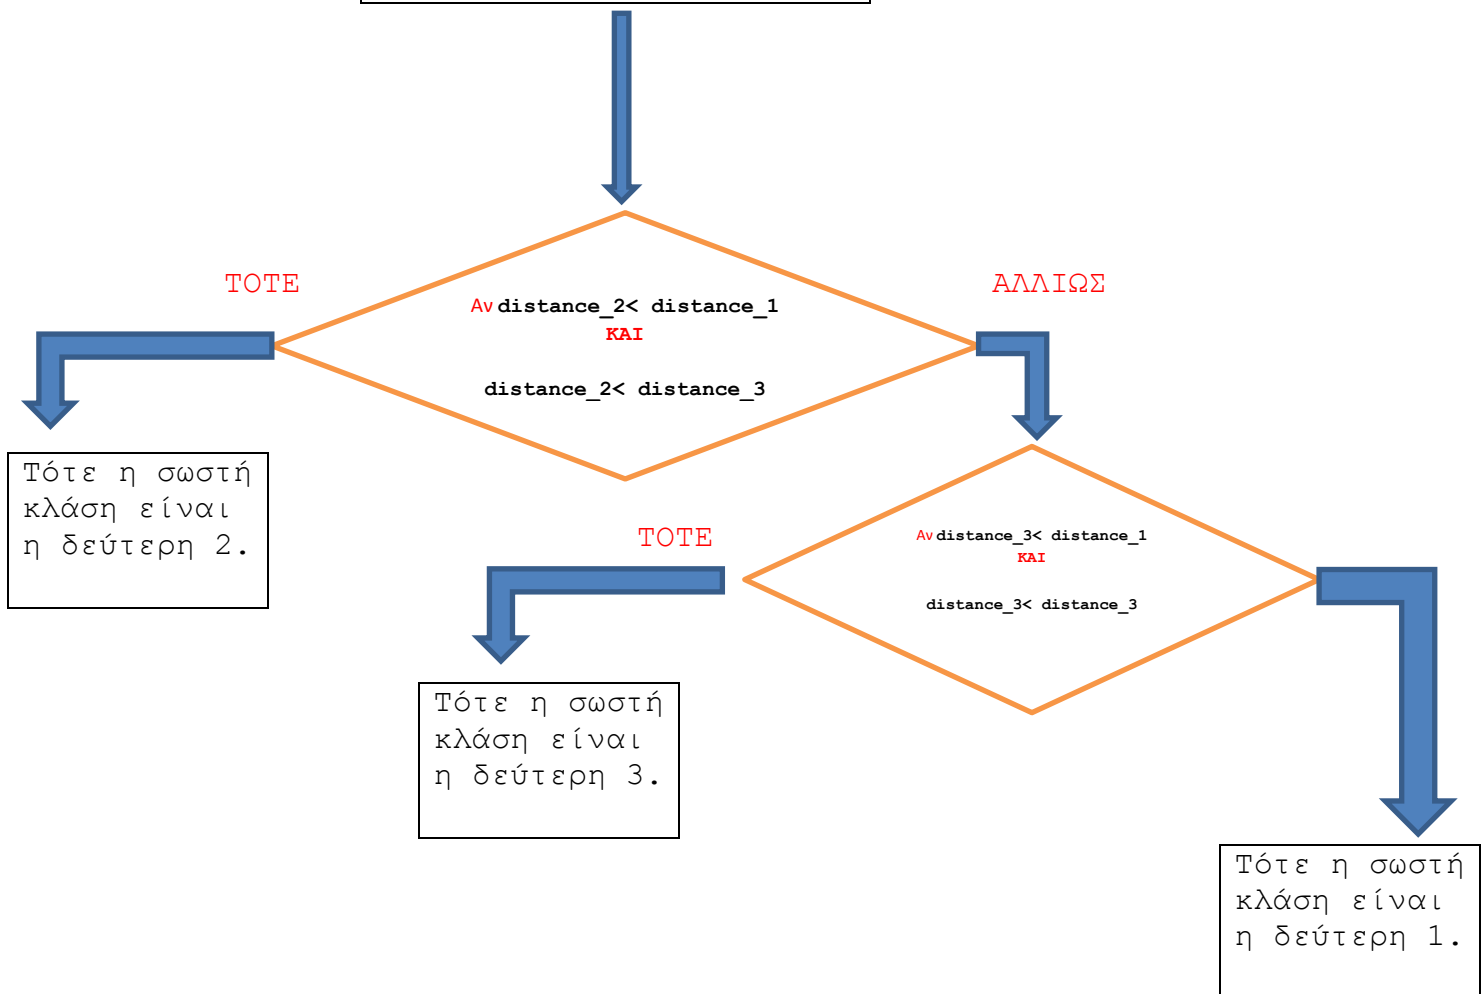 ΤΟΤΕ
ΑΛΛΙΩΣ
Αν distance_2< distance_1
ΚΑΙ
distance_2< distance_3
Τότε η σωστή
κλάση είναι
η δεύτερη 2.
ΤΟΤΕ
Αν distance_3< distance_1
ΚΑΙ
distance_3< distance_3
Τότε η σωστή
κλάση είναι
η δεύτερη 3.
Τότε η σωστή
κλάση είναι
η δεύτερη 1.